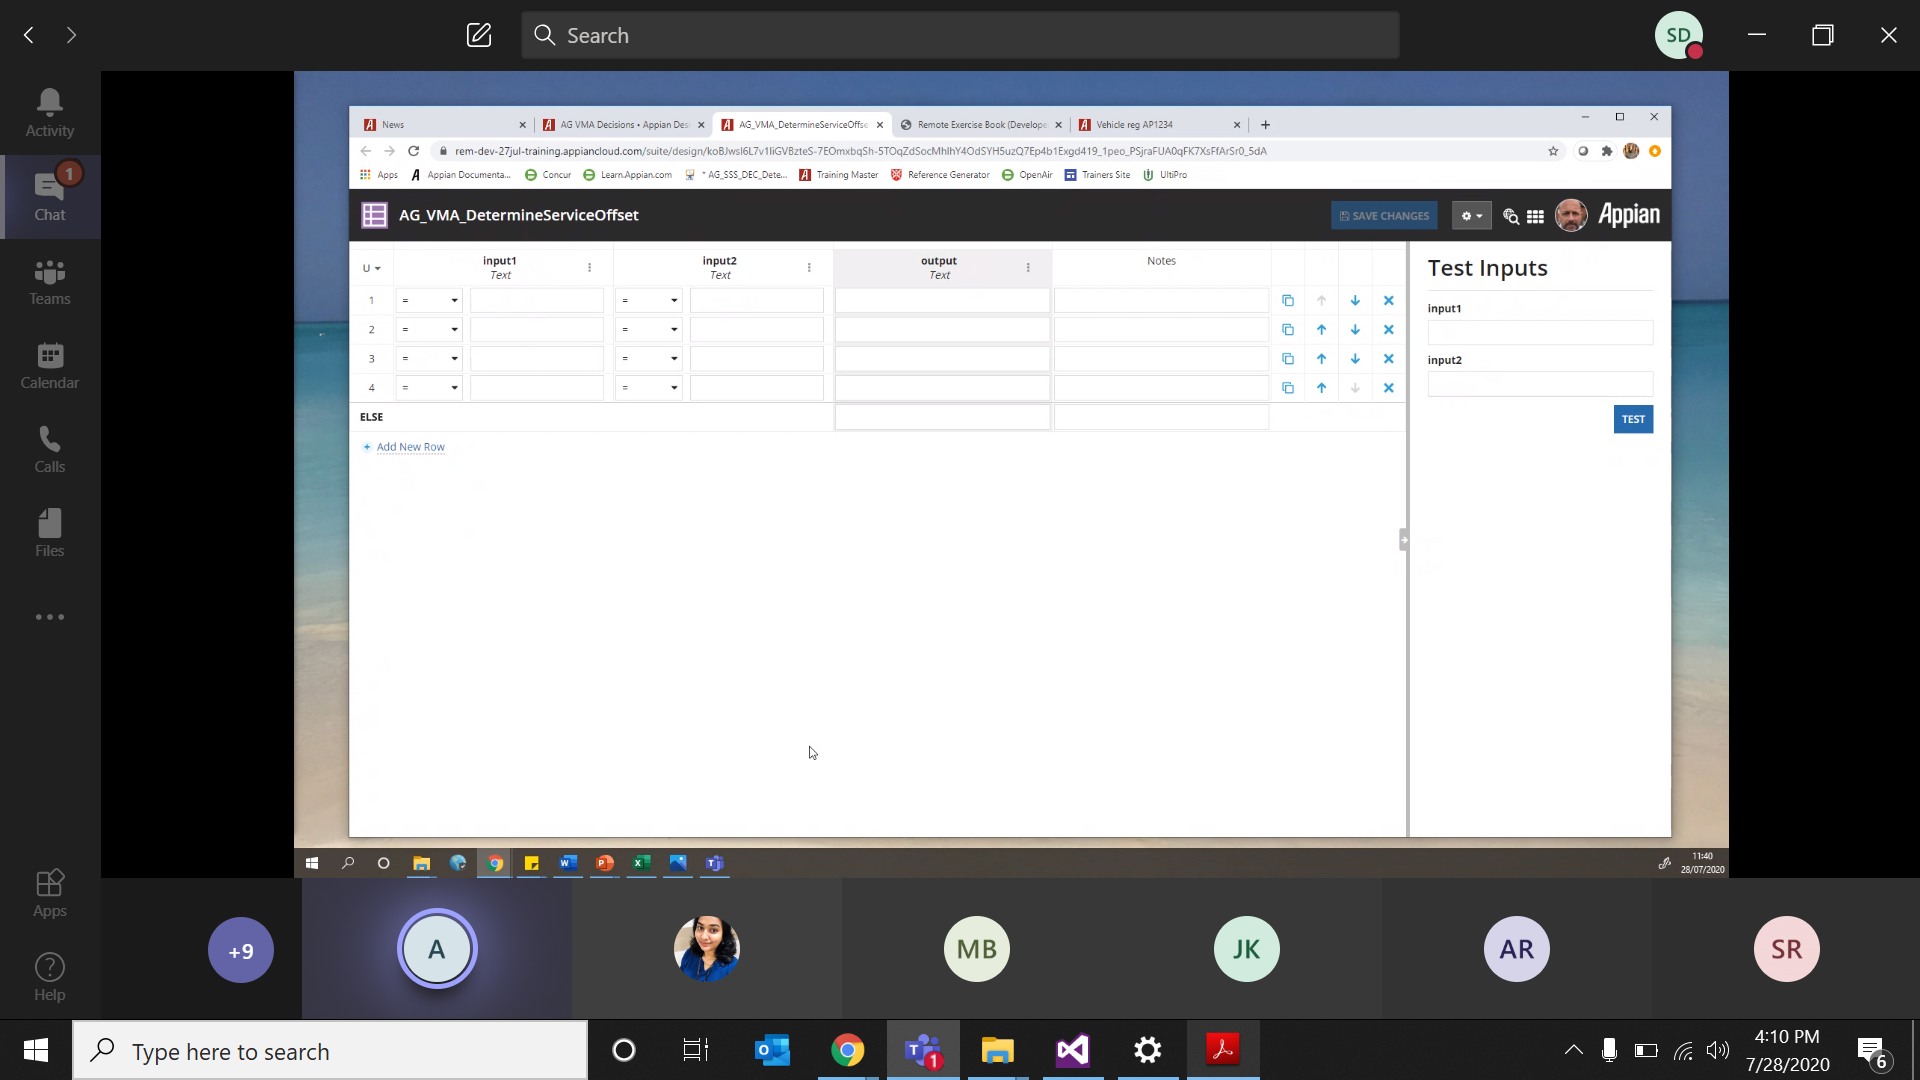 Search
SD
Activity
1
Chat
Teams
Calendar
Calls
Files
Apps
Help
News
AG VMA Decisions • Appian Des
AG_VMA_DetermineServiceOffse
Remote Exercise Book (Develope
Vehicle reg AP1234
Apps
Appian Documenta...
Concur
Learn.Appian.com
* AG_SSS_DEC_Dete...
Training Master
Reference Generator
OpenAir
Trainers Site
UltiPro
AG_VMA_DetermineServiceOffset
SAVE CHANGES
Appian
U
input1
Text
input2
Text
output
Text
Notes
1 = =
2 = =
3 = =
4 = =
ELSE
+ Add New Row
Test Inputs
input1
input2
TEST
11:40
28/07/2020
+9
A
MB
JK
AR
SR
Type here to search
1
4:10 PM
7/28/2020
6